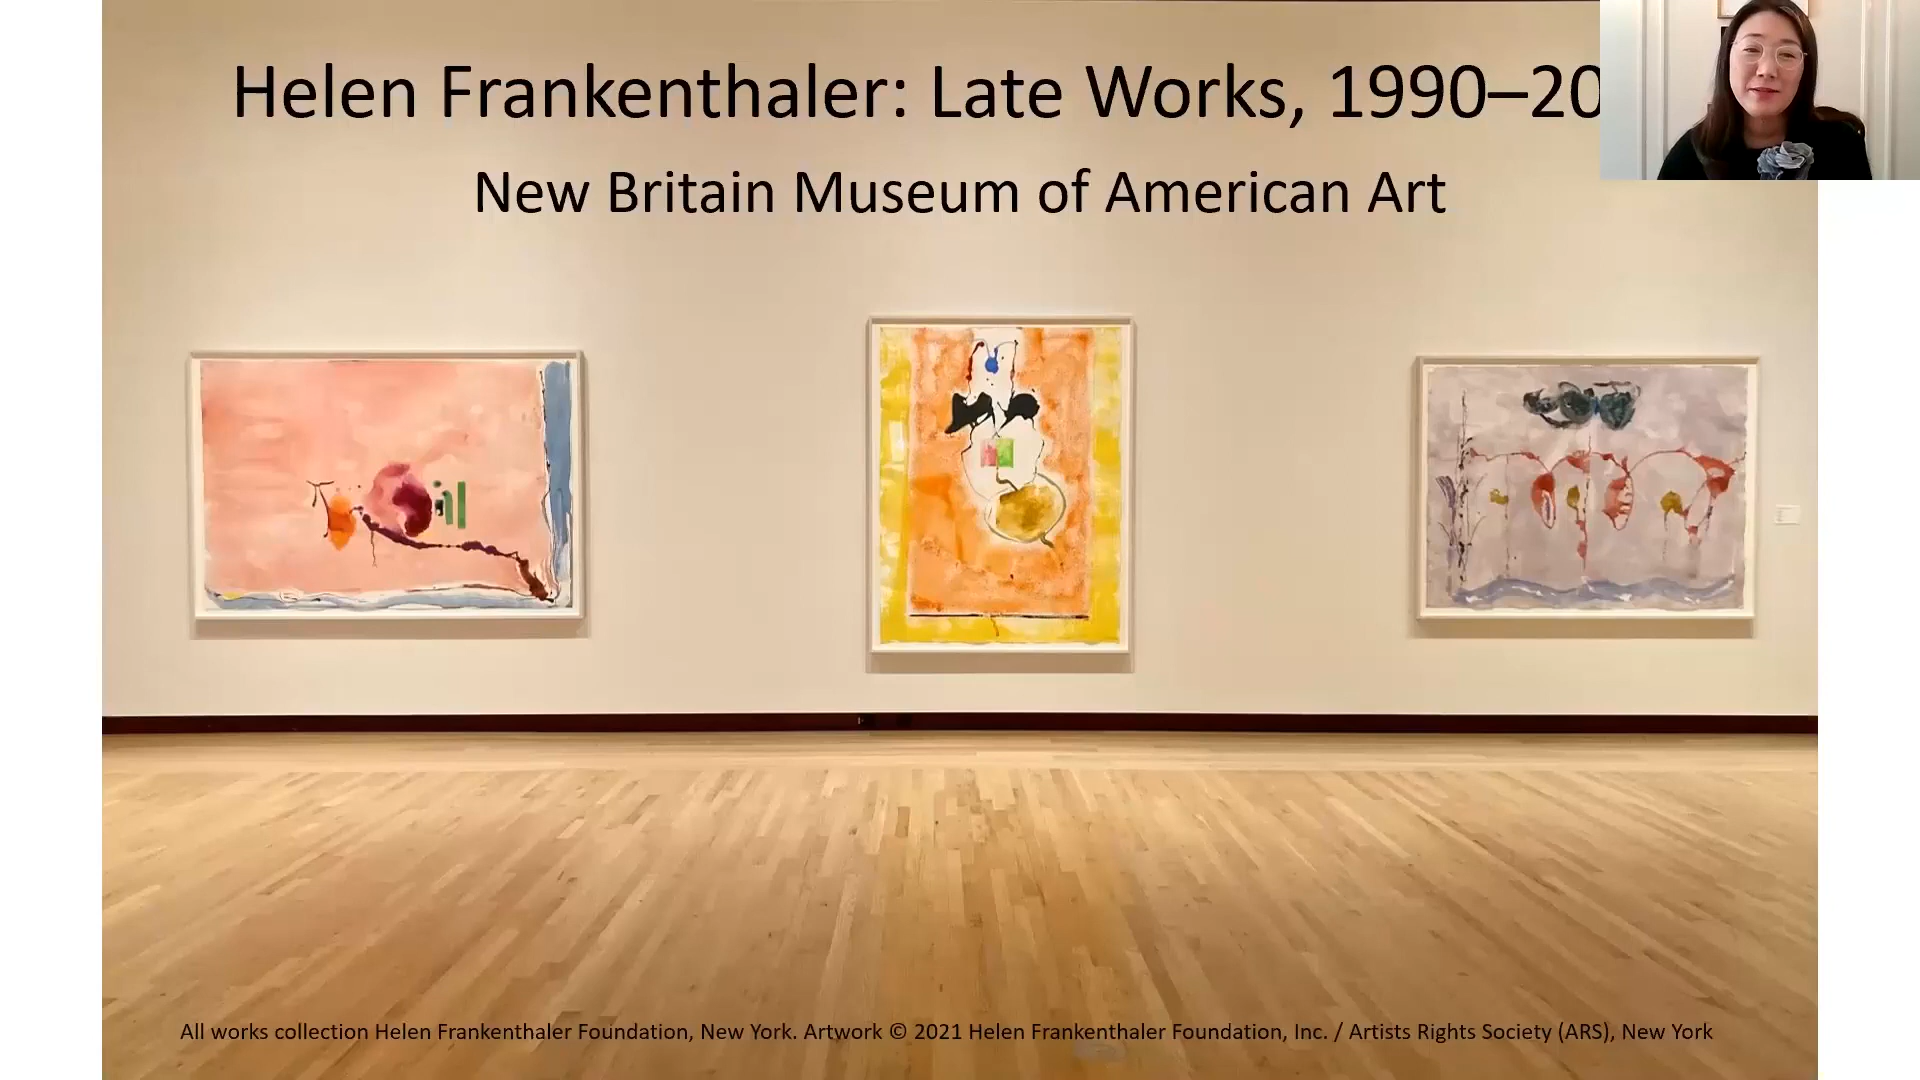 Helen Frankenthaler: Late Works, 1990–20
New Britain Museum of American Art
All works collection Helen Frankenthaler Foundation, New York. Artwork © 2021 Helen Frankenthaler Foundation, Inc. / Artists Rights Society (ARS), New York